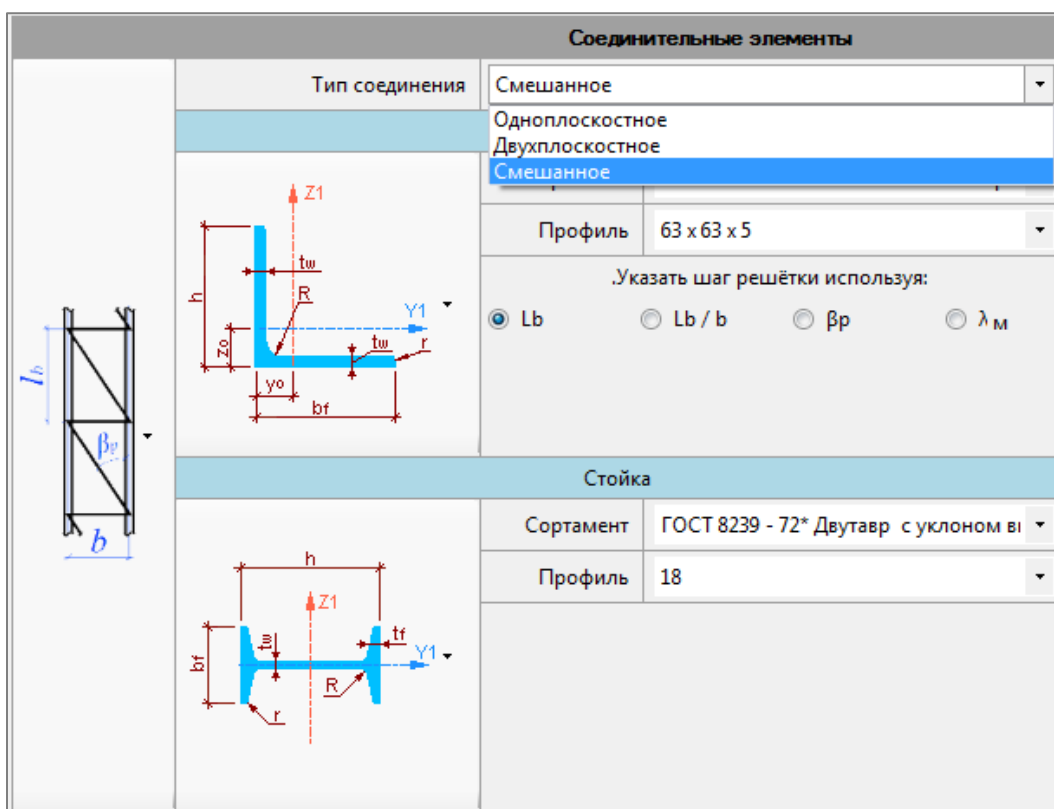 Соединительные элементы
Тип соединения
Смешанное
Одноплоскостное
Двухплоскостное
Смешанное
Профиль
63 x 63 x 5
.Указать шаг решётки используя:
Lb
Lb / b
βр
λ м
Z1
tw
R
h
Y1
zo
tw
r
yo
bf
lb
βp
b
Стойка
Сортамент
ГОСТ 8239 - 72* Двутавр с уклоном
Профиль
18
h
Z1
tw
tf
bf
Y1
R
r